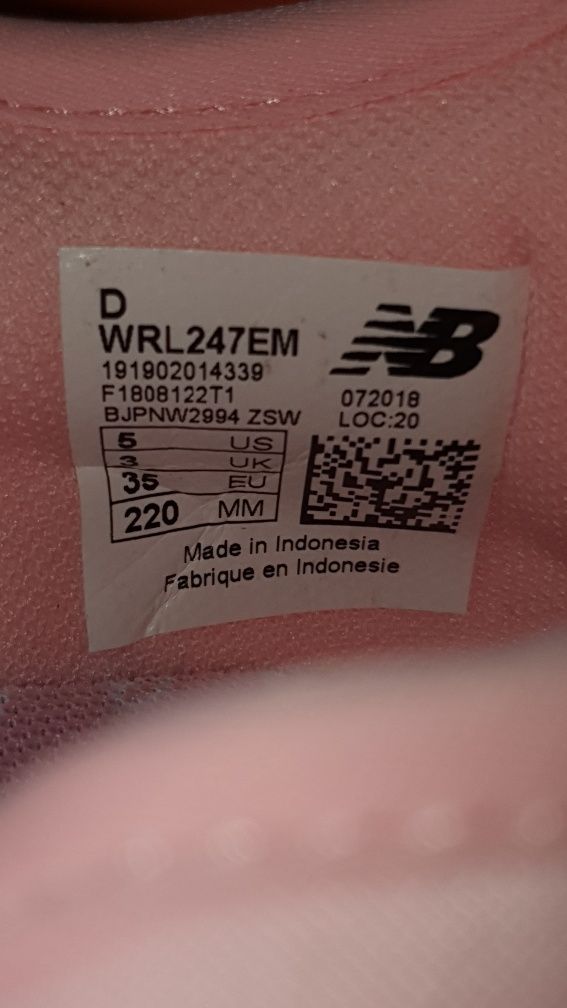 D
WRL247EM
191902014339
F1808122T1
BJPNW2994 ZSW
NB
072018
LOC:20
5 US
3 UK
35 EU
220 MM
Made in Indonesia
Fabrique en Indonesie